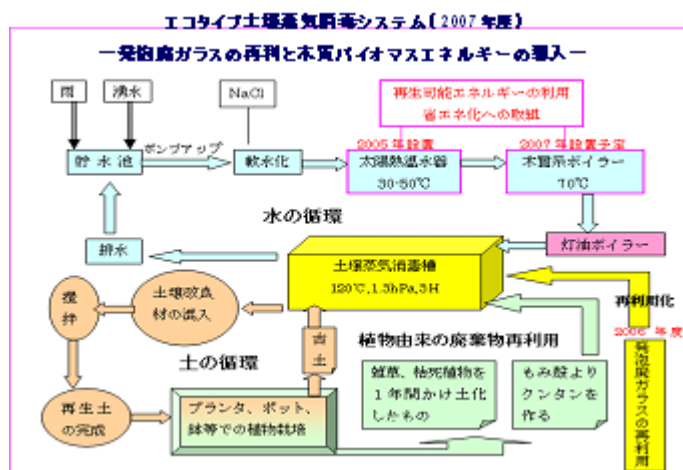 エコタイプ土壌蒸気消毒システム(2007年度)
ー発泡廃ガラスの再利と木質バイオマスエネルギーの導入ー
雨
湧水
NaCl
再生可能エネルギーの利用
省エネ化への取組
2005年設置
2007年設置予定
貯水池
ポンプアップ
軟水化
太陽熱温水器
30-50℃
木質系ボイラー
70℃
水の循環
排水
灯油ボイラー
土壌蒸気消毒槽
120℃,1.5hPa,3H
攪拌
土壌改良
材の混入
古土
再利用化
2006年度
発泡廃ガラスの再利用
土の循環
植物由来の廃棄物再利用
雑草、枯死植物を
1年間かけ土化
したもの
もみ殻より
クンタンを
作る
再生土
の完成
プランタ、ポット、
鉢等での植物栽培